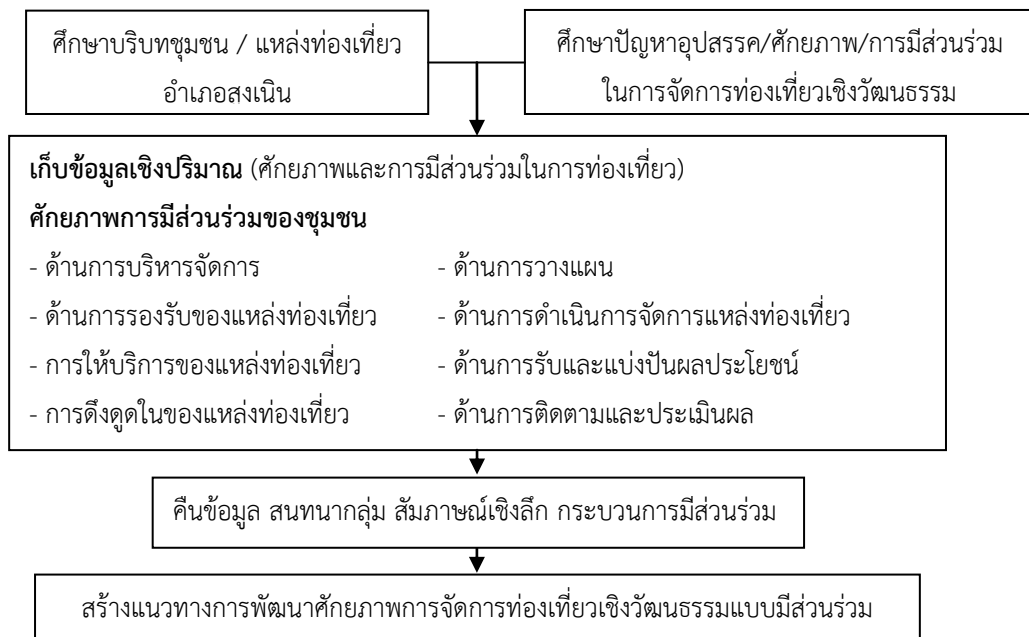 ศึกษาบริบทชุมชน / แหล่งท่องเที่ยว
อำเภอสูงเนิน
ศึกษาปัญหาอุปสรรค/ศักยภาพ/การมีส่วนร่วม
ในการจัดการท่องเที่ยวเชิงวัฒนธรรม
เก็บข้อมูลเชิงปริมาณ (ศักยภาพและการมีส่วนร่วมในการท่องเที่ยว)
ศักยภาพการมีส่วนร่วมของชุมชน
- ด้านการบริหารจัดการ - ด้านการวางแผน
- ด้านการรองรับของแหล่งท่องเที่ยว - ด้านการดำเนินการจัดการแหล่งท่องเที่ยว
- การให้บริการของแหล่งท่องเที่ยว - ด้านการรับและแบ่งปันผลประโยชน์
- การดึงดูดในของแหล่งท่องเที่ยว - ด้านการติดตามและประเมินผล
คืนข้อมูล สนทนากลุ่ม สัมภาษณ์เชิงลึก กระบวนการมีส่วนร่วม
สร้างแนวทางการพัฒนาศักยภาพการจัดการท่องเที่ยวเชิงวัฒนธรรมแบบมีส่วนร่วม